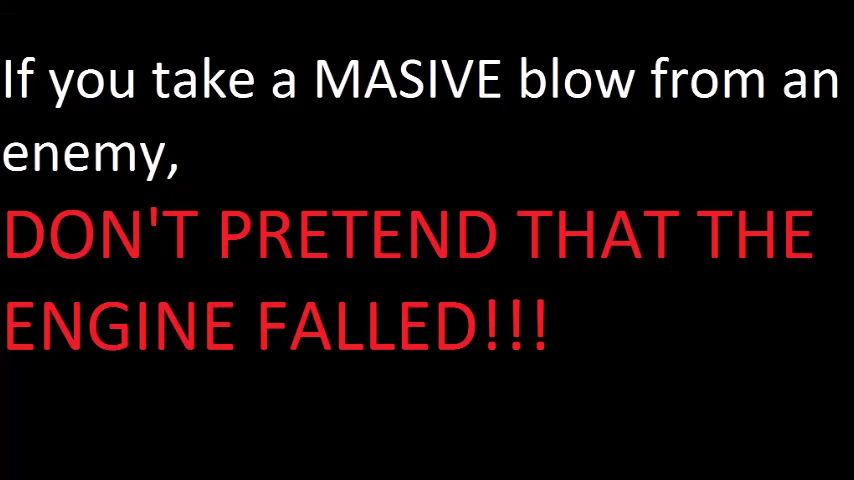 If you take a MASIVE blow from an
enemy,
DON'T PRETEND THAT THE
ENGINE FALLED!!!